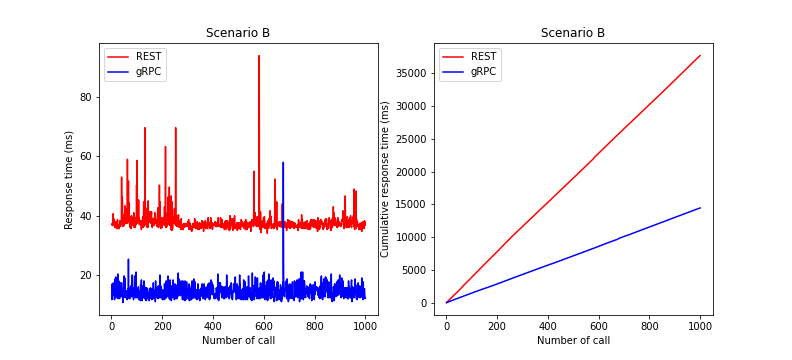 Scenario B
REST
gRPC
80
60
40
20
Response time (ms)
0
200
400
600
800
1000
Number of call
Scenario B
REST
gRPC
35000
30000
25000
20000
15000
10000
5000
0
Cumulative response time (ms)
0
200
400
600
800
1000
Number of call